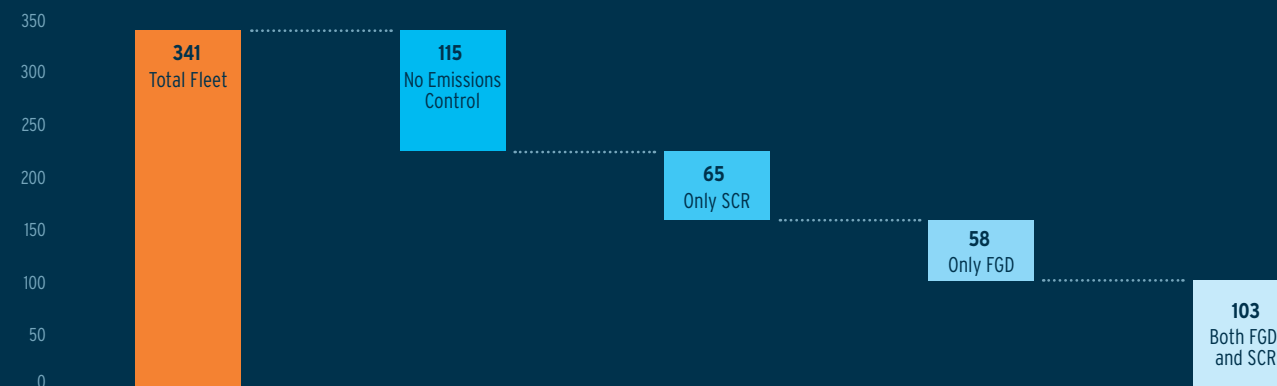 350
300
250
200
150
100
50
0
341
Total Fleet
115
No Emissions
Control
65
Only SCR
58
Only FGD
103
Both FGD
and SCR